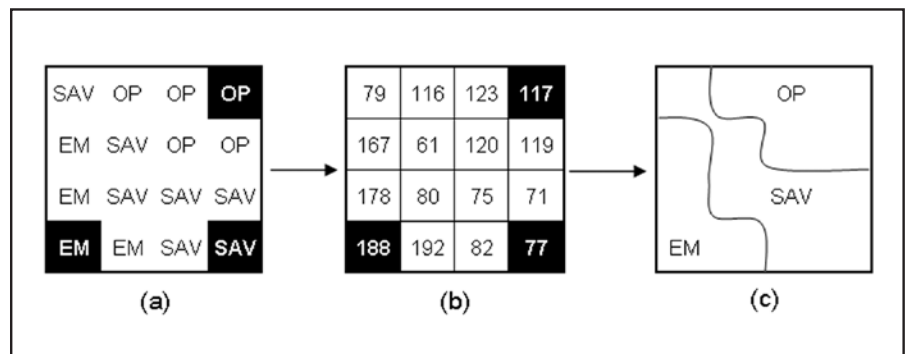 SAV OP OP OP
EM SAV OP OP
EM SAV SAV SAV
EM EM SAV SAV
(a)
79 116 123 117
167 61 120 119
178 80 75 71
188 192 82 77
(b)
OP
SAV
EM
(c)